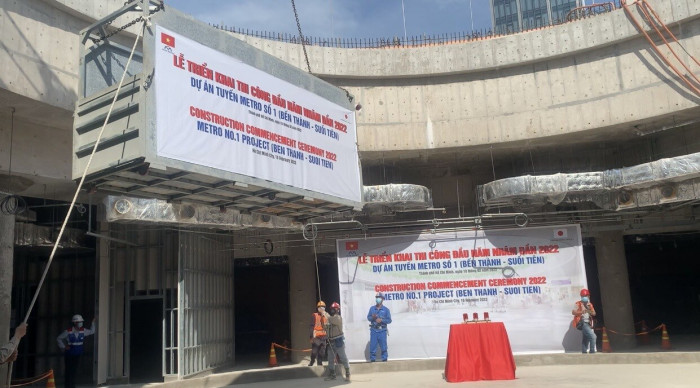 LỄ TRIỂN KHAI THI CÔNG ĐẦU NĂM NHÂM DẦN 2022
DỰ ÁN TUYẾN METRO SỐ 1 (BẾN THÀNH - SUỐI TIÊN)
CONSTRUCTION COMMENCEMENT CEREMONY 2022
METRO NO.1 PROJECT (BEN THANH - SUOI TIEN)
LỄ TRIỂN KHAI THI CÔNG ĐẦU NĂM NHÂM DẦN 2022
DỰ ÁN TUYẾN METRO SỐ 1 (BẾN THÀNH - SUỐI TIÊN)
CONSTRUCTION COMMENCEMENT CEREMONY 2022
METRO NO.1 PROJECT (BEN THANH - SUOI TIEN)